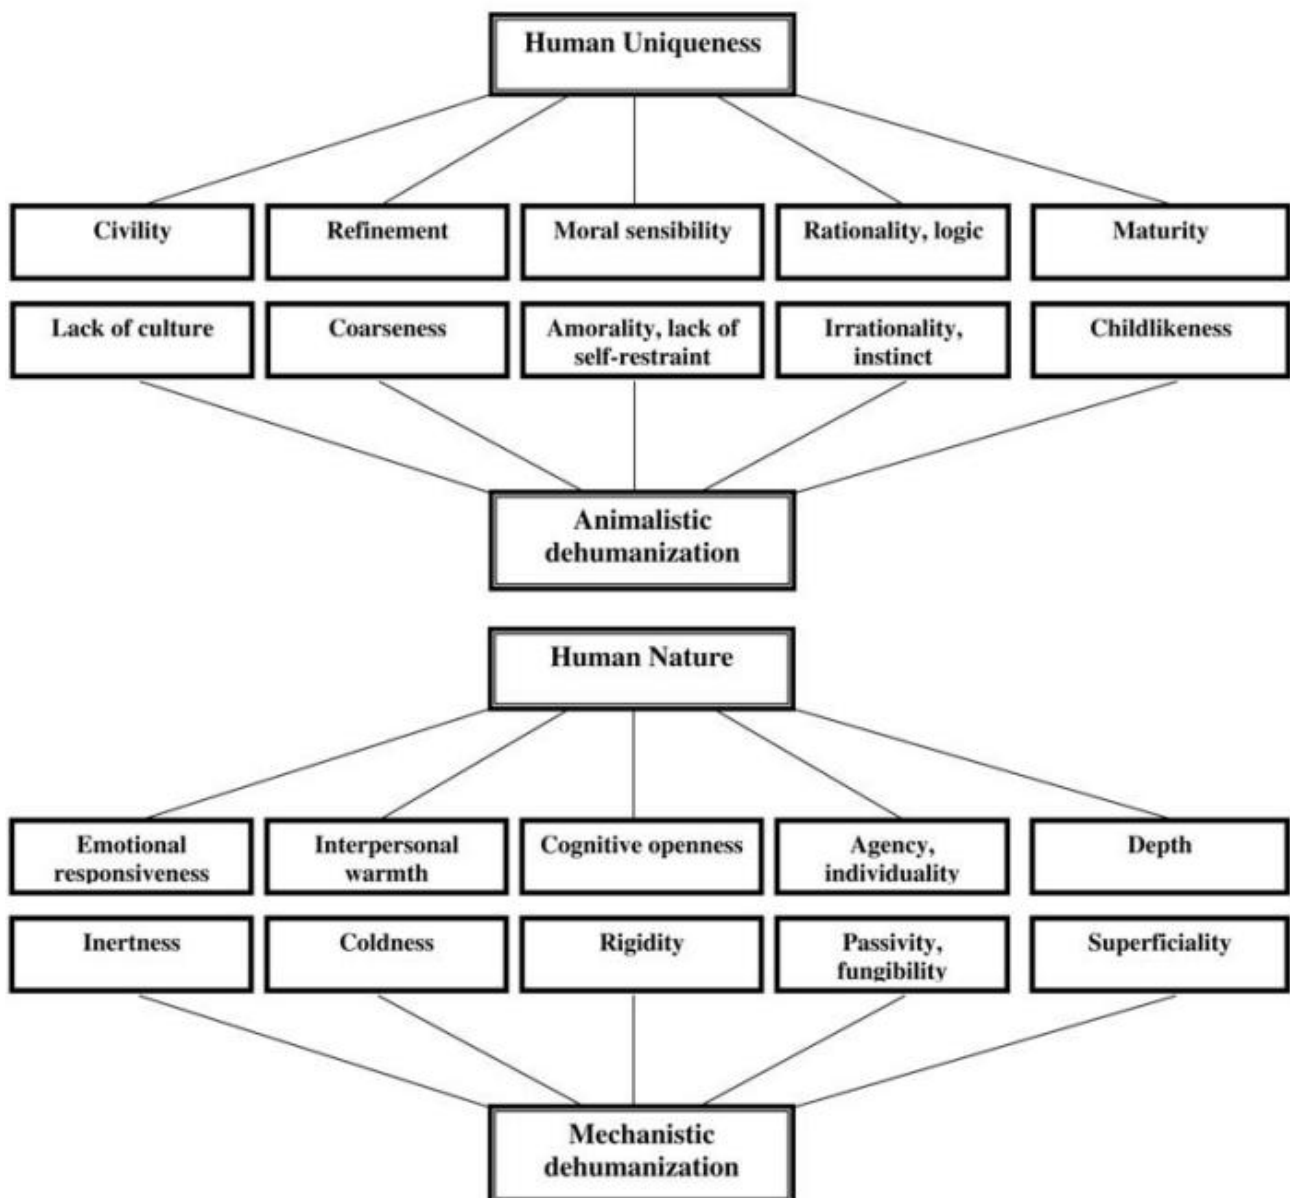 Human Uniqueness
Civility
Refinement
Moral sensibility
Rationality, logic
Maturity
Lack of culture
Coarseness
Amorality, lack of
self-restraint
Irrationality,
instinct
Childlikeness
Animalistic
dehumanization
Human Nature
Emotional
responsiveness
Interpersonal
warmth
Cognitive openness
Agency,
individuality
Depth
Inertness
Coldness
Rigidity
Passivity,
fungibility
Superficiality
Mechanistic
dehumanization